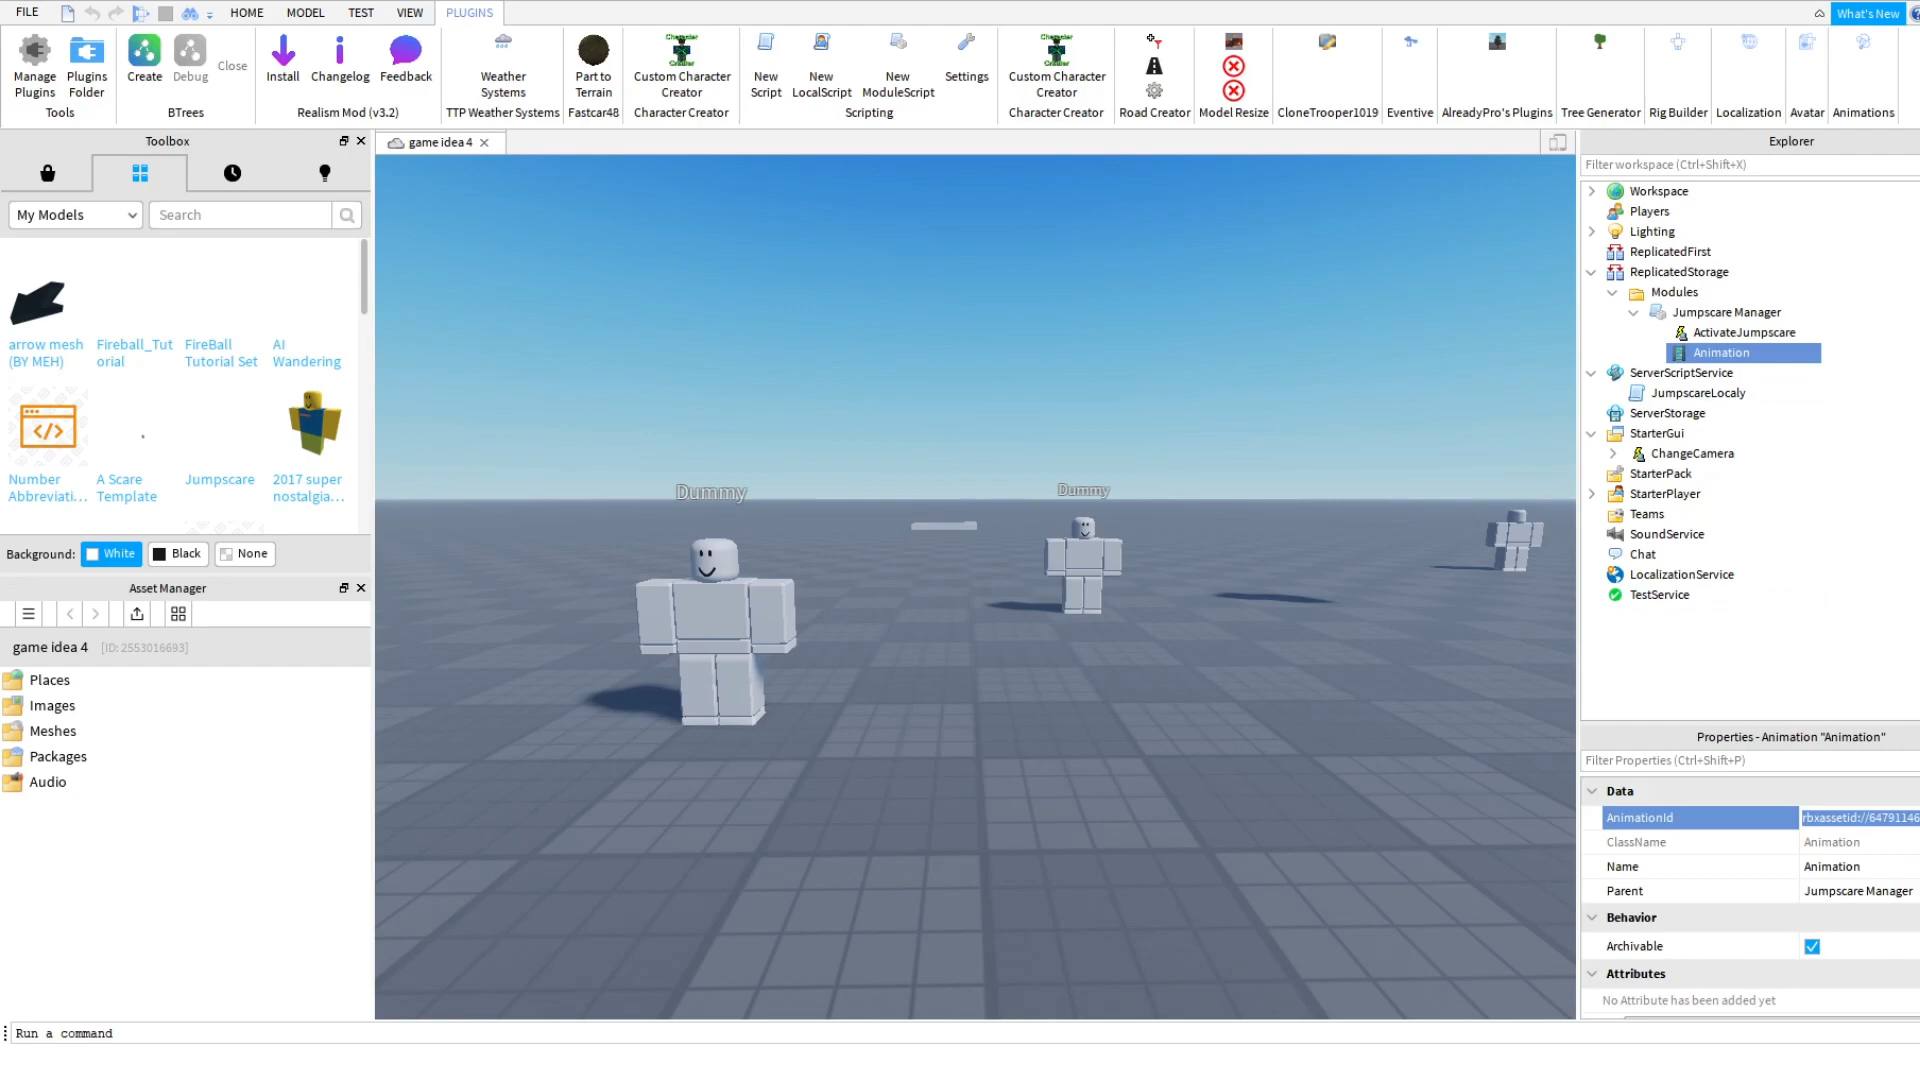 FILE HOME MODEL TEST VIEW PLUGINS What's New
Manage Plugins
Plugins Folder
Tools
Create
Debug
Close
BTrees
Install
Changelog
Feedback
Realism Mod (v3.2)
Weather Systems
TTP Weather Systems
Part to Terrain
Fastcar48
Custom Character Creator
Character Creator
New Script
New LocalScript
New ModuleScript
Settings
Scripting
Custom Character Creator
Character Creator
Road Creator
Model Resize
CloneTrooper1019
Eventive
AlreadyPro's Plugins
Tree Generator
Rig Builder
Localization
Avatar
Animations
Toolbox
My Models
Search
arrow mesh (BY MEH)
Fireball_Tutorial
FireBall Tutorial Set
AI Wandering
Number Abbreviati...
A Scare Template
Jumpscare
2017 super nostalgia...
Background: White Black None
Asset Manager
game idea 4 [ID: 2553016693]
Places
Images
Meshes
Packages
Audio
game idea 4
Dummy
Dummy
Explorer
Filter workspace (Ctrl+Shift+X)
Workspace
Players
Lighting
ReplicatedFirst
ReplicatedStorage
Modules
Jumpscare Manager
ActivateJumpscare
Animation
ServerScriptService
JumpscareLocaly
ServerStorage
StarterGui
ChangeCamera
StarterPack
StarterPlayer
Teams
SoundService
Chat
LocalizationService
TestService
Properties - Animation "Animation"
Filter Properties (Ctrl+Shift+P)
Data
AnimationId rbxassetid://64791146
ClassName Animation
Name Animation
Parent Jumpscare Manager
Behavior
Archivable
Attributes
No Attribute has been added yet
Run a command